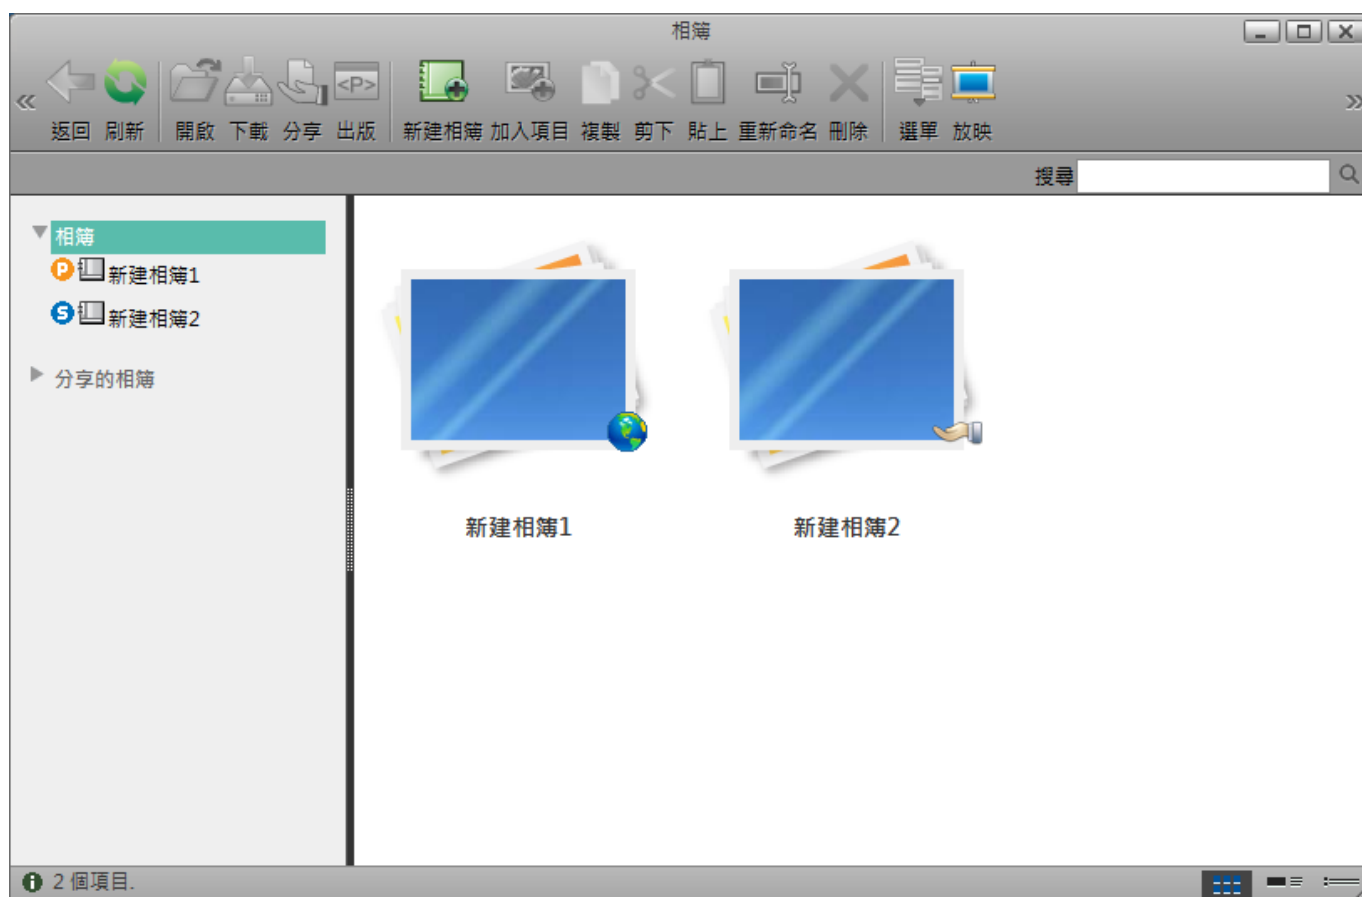 相簿
返回 刷新 開啟 下載 分享 出版 新建相簿 加入項目 複製 剪下 貼上 重新命名 刪除 選單 放映
<P>
搜尋
相簿
P 新建相簿1
S 新建相簿2
分享的相簿
新建相簿1 新建相簿2
2 個項目.